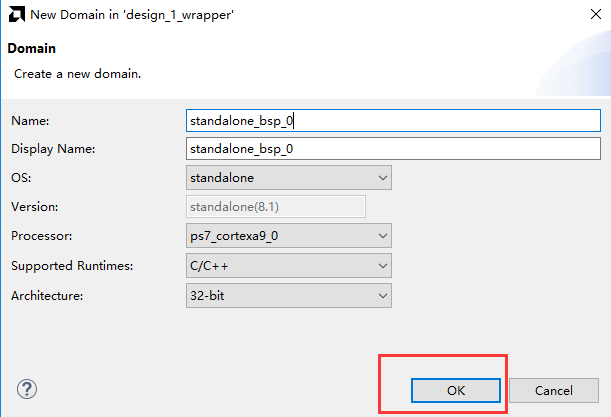 New Domain in 'design_1_wrapper'
Domain
Create a new domain.
Name: standalone_bsp_0
Display Name: standalone_bsp_0
OS: standalone
Version: standalone(8.1)
Processor: ps7_cortexa9_0
Supported Runtimes: C/C++
Architecture: 32-bit
? OK Cancel